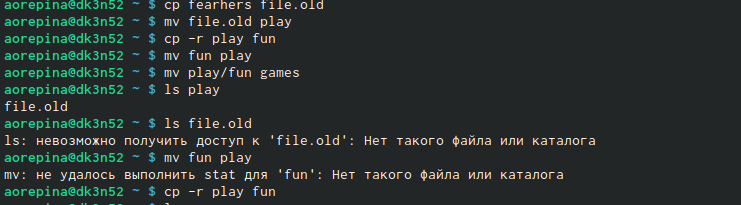 aorepina@dk3n52 ~ $ cp fearhers file.old
aorepina@dk3n52 ~ $ mv file.old play
aorepina@dk3n52 ~ $ cp -r play fun
aorepina@dk3n52 ~ $ mv fun play
aorepina@dk3n52 ~ $ mv play/fun games
aorepina@dk3n52 ~ $ ls play
file.old
aorepina@dk3n52 ~ $ ls file.old
ls: невозможно получить доступ к 'file.old': Нет такого файла или каталога
aorepina@dk3n52 ~ $ mv fun play
mv: не удалось выполнить stat для 'fun': Нет такого файла или каталога
aorepina@dk3n52 ~ $ cp -r play fun